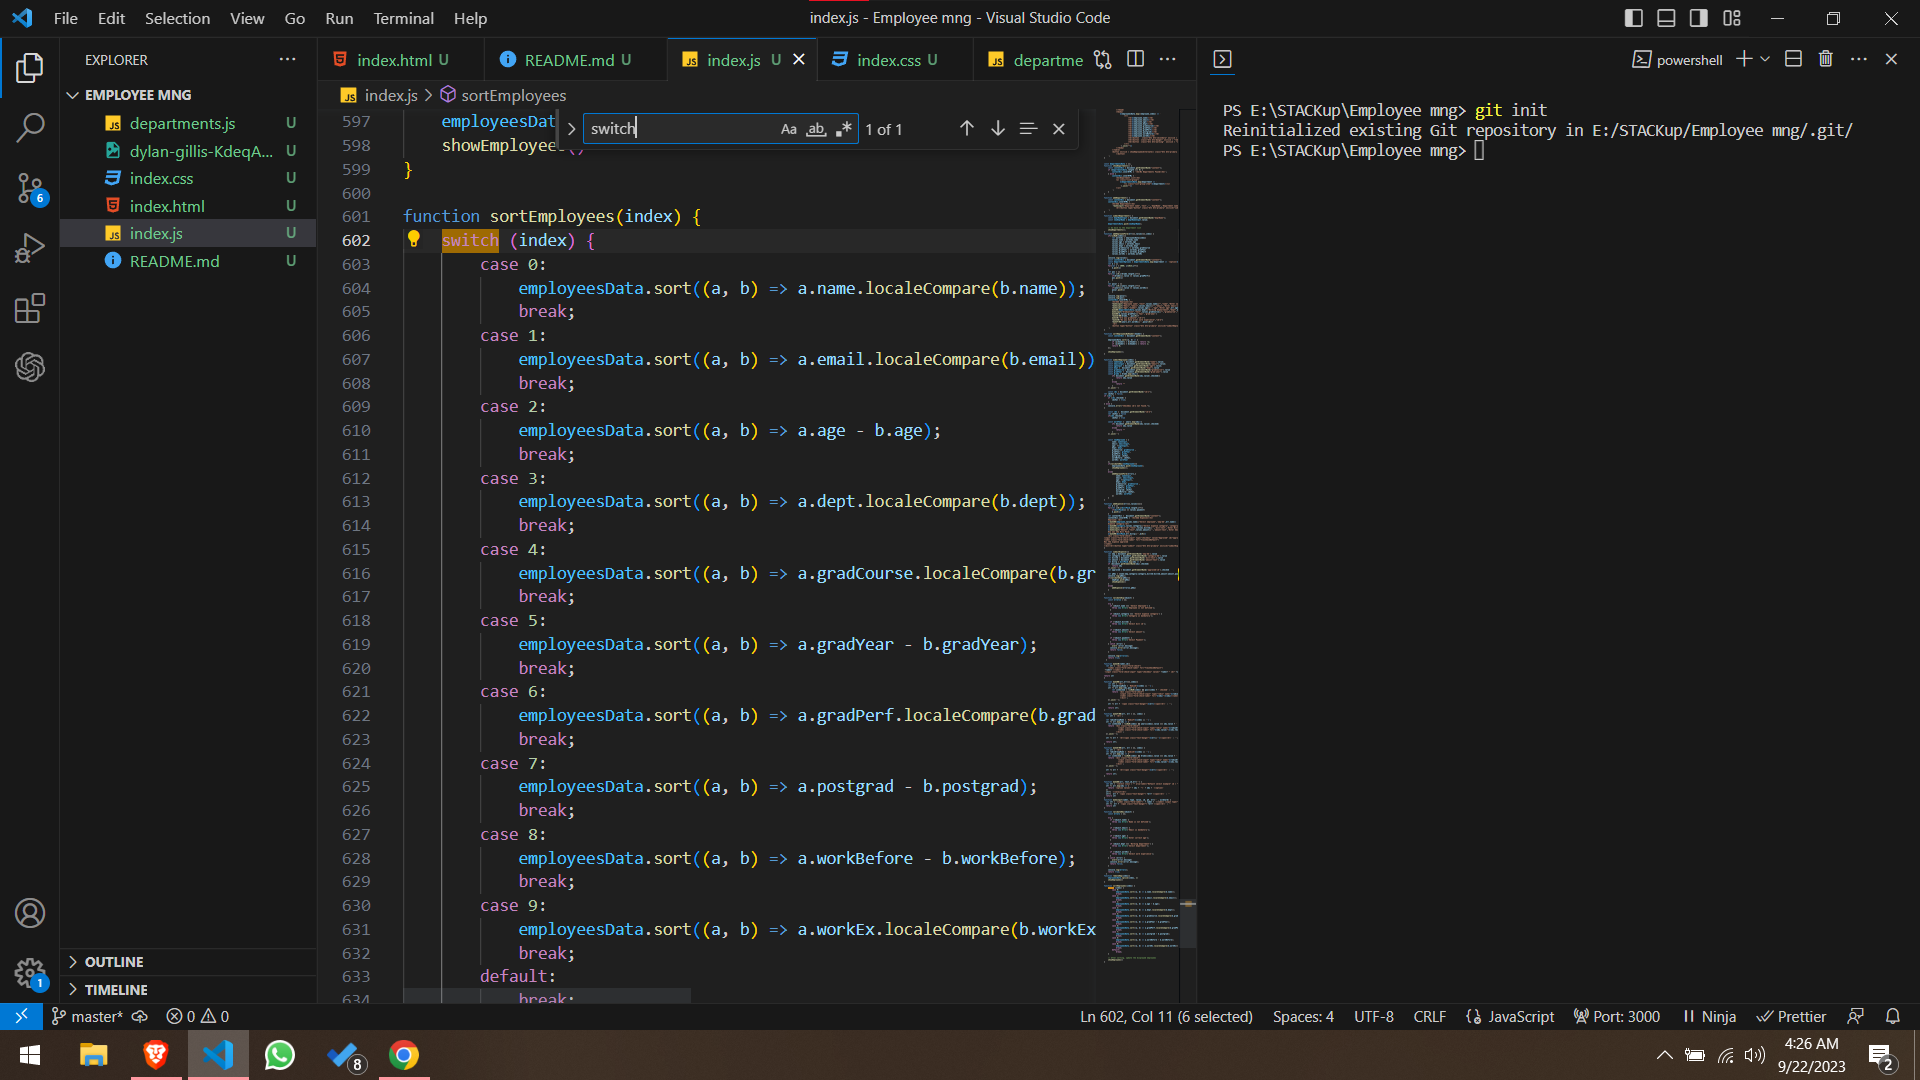 File Edit Selection View Go Run Terminal Help
index.js - Employee mng - Visual Studio Code
EXPLORER
EMPLOYEE MNG
departments.js U
dylan-gillis-KdeqA... U
index.css U
index.html U
index.js U
README.md U
OUTLINE
TIMELINE
6
1
index.html U
README.md U
index.js U
index.css U
departme
index.js > sortEmployees
switch
Aa ab 1 of 1
597 employeesDat
598 showEmployee
599 }
600
601 function sortEmployees(index) {
602 switch (index) {
603 case 0:
604 employeesData.sort((a, b) => a.name.localeCompare(b.name));
605 break;
606 case 1:
607 employeesData.sort((a, b) => a.email.localeCompare(b.email))
608 break;
609 case 2:
610 employeesData.sort((a, b) => a.age - b.age);
611 break;
612 case 3:
613 employeesData.sort((a, b) => a.dept.localeCompare(b.dept));
614 break;
615 case 4:
616 employeesData.sort((a, b) => a.gradCourse.localeCompare(b.gr
617 break;
618 case 5:
619 employeesData.sort((a, b) => a.gradYear - b.gradYear);
620 break;
621 case 6:
622 employeesData.sort((a, b) => a.gradPerf.localeCompare(b.grad
623 break;
624 case 7:
625 employeesData.sort((a, b) => a.postgrad - b.postgrad);
626 break;
627 case 8:
628 employeesData.sort((a, b) => a.workBefore - b.workBefore);
629 break;
630 case 9:
631 employeesData.sort((a, b) => a.workEx.localeCompare(b.workEx
632 break;
633 default:
634 break;
powershell
PS E:\STACKup\Employee mng> git init
Reinitialized existing Git repository in E:/STACKup/Employee mng/.git/
PS E:\STACKup\Employee mng>
master* 0 0
Ln 602, Col 11 (6 selected) Spaces: 4 UTF-8 CRLF JavaScript Port: 3000 Ninja Prettier
8
4:26 AM
9/22/2023
2